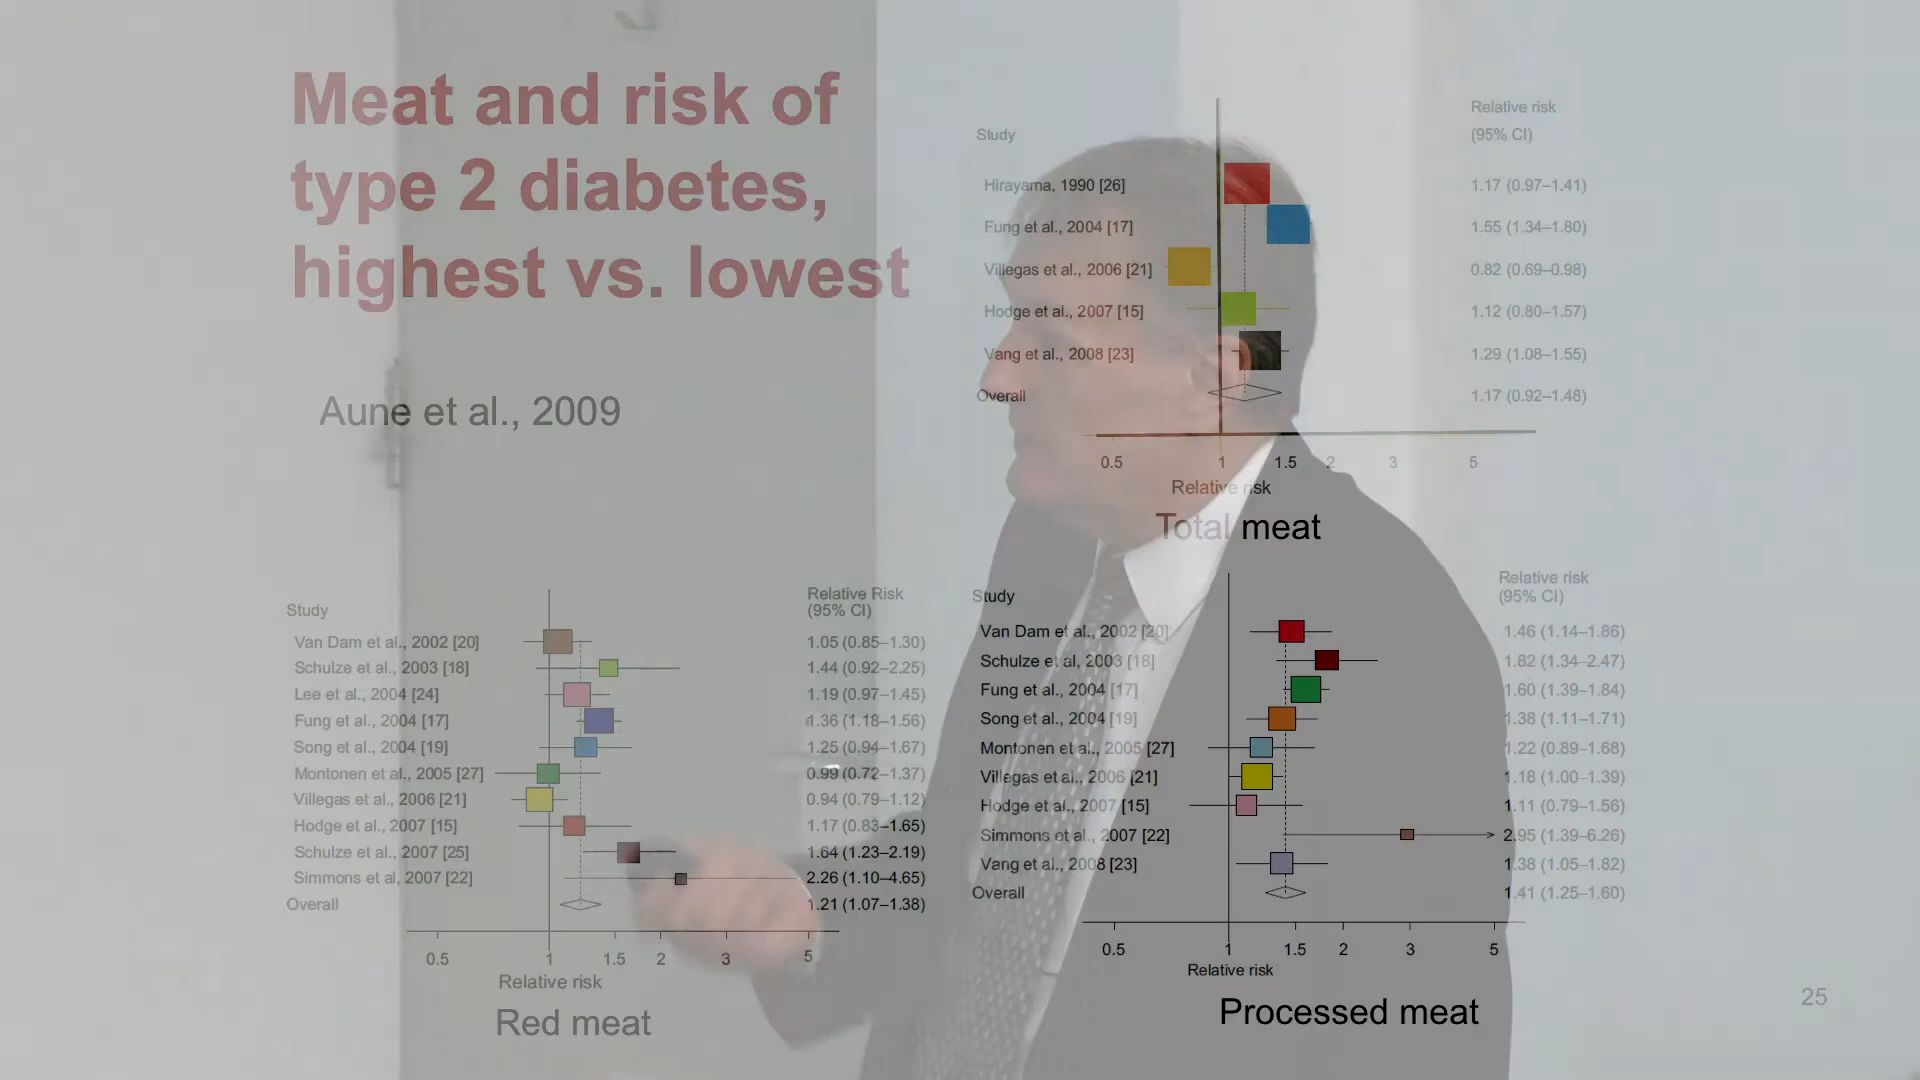 Meat and risk of
type 2 diabetes,
highest vs. lowest
Aune et al., 2009
Study
Relative risk
(95% CI)
Hirayama, 1990 [26] 1.17 (0.97–1.41)
Fung et al., 2004 [17] 1.55 (1.34–1.80)
Villegas et al., 2006 [21] 0.82 (0.69–0.98)
Hodge et al., 2007 [15] 1.12 (0.80–1.57)
Vang et al., 2008 [23] 1.29 (1.08–1.55)
Overall 1.17 (0.92–1.48)
0.5 1 1.5 2 3 5
Relative risk
Total meat
Study
Relative Risk
(95% CI)
Van Dam et al., 2002 [20] 1.05 (0.85–1.30)
Schulze et al., 2003 [18] 1.44 (0.92–2.25)
Lee et al., 2004 [24] 1.19 (0.97–1.45)
Fung et al., 2004 [17] 1.36 (1.18–1.56)
Song et al., 2004 [19] 1.25 (0.94–1.67)
Montonen et al., 2005 [27] 0.99 (0.72–1.37)
Villegas et al., 2006 [21] 0.94 (0.79–1.12)
Hodge et al., 2007 [15] 1.17 (0.83–1.65)
Schulze et al., 2007 [25] 1.64 (1.23–2.19)
Simmons et al, 2007 [22] 2.26 (1.10–4.65)
Overall 1.21 (1.07–1.38)
0.5 1 1.5 2 3 5
Relative risk
Red meat
Study
Relative risk
(95% CI)
Van Dam et al., 2002 [20] 1.46 (1.14–1.86)
Schulze et al, 2003 [18] 1.82 (1.34–2.47)
Fung et al., 2004 [17] 1.60 (1.39–1.84)
Song et al., 2004 [19] 1.38 (1.11–1.71)
Montonen et al., 2005 [27] 1.22 (0.89–1.68)
Villegas et al., 2006 [21] 1.18 (1.00–1.39)
Hodge et al., 2007 [15] 1.11 (0.79–1.56)
Simmons et al., 2007 [22] 2.95 (1.39–6.26)
Vang et al., 2008 [23] 1.38 (1.05–1.82)
Overall 1.41 (1.25–1.60)
0.5 1 1.5 2 3 5
Relative risk
Processed meat
25